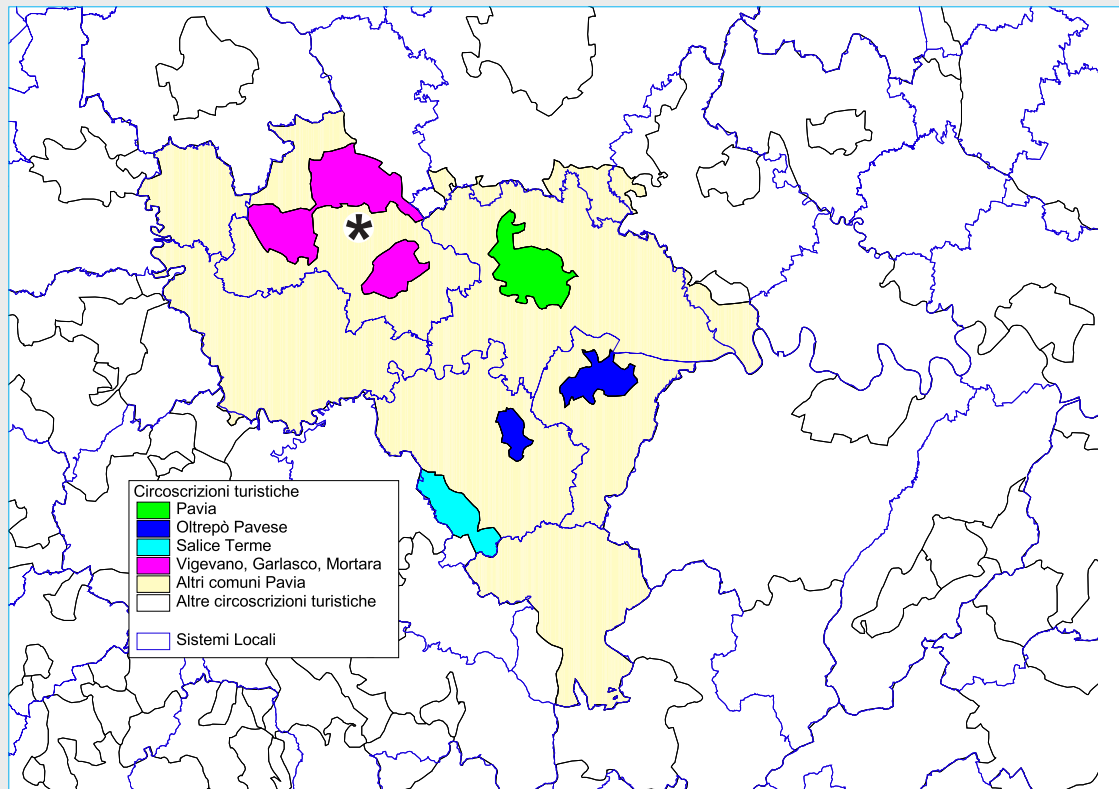 *
Circoscrizioni turistiche
Pavia
Oltrepò Pavese
Salice Terme
Vigevano, Garlasco, Mortara
Altri comuni Pavia
Altre circoscrizioni turistiche
Sistemi Locali